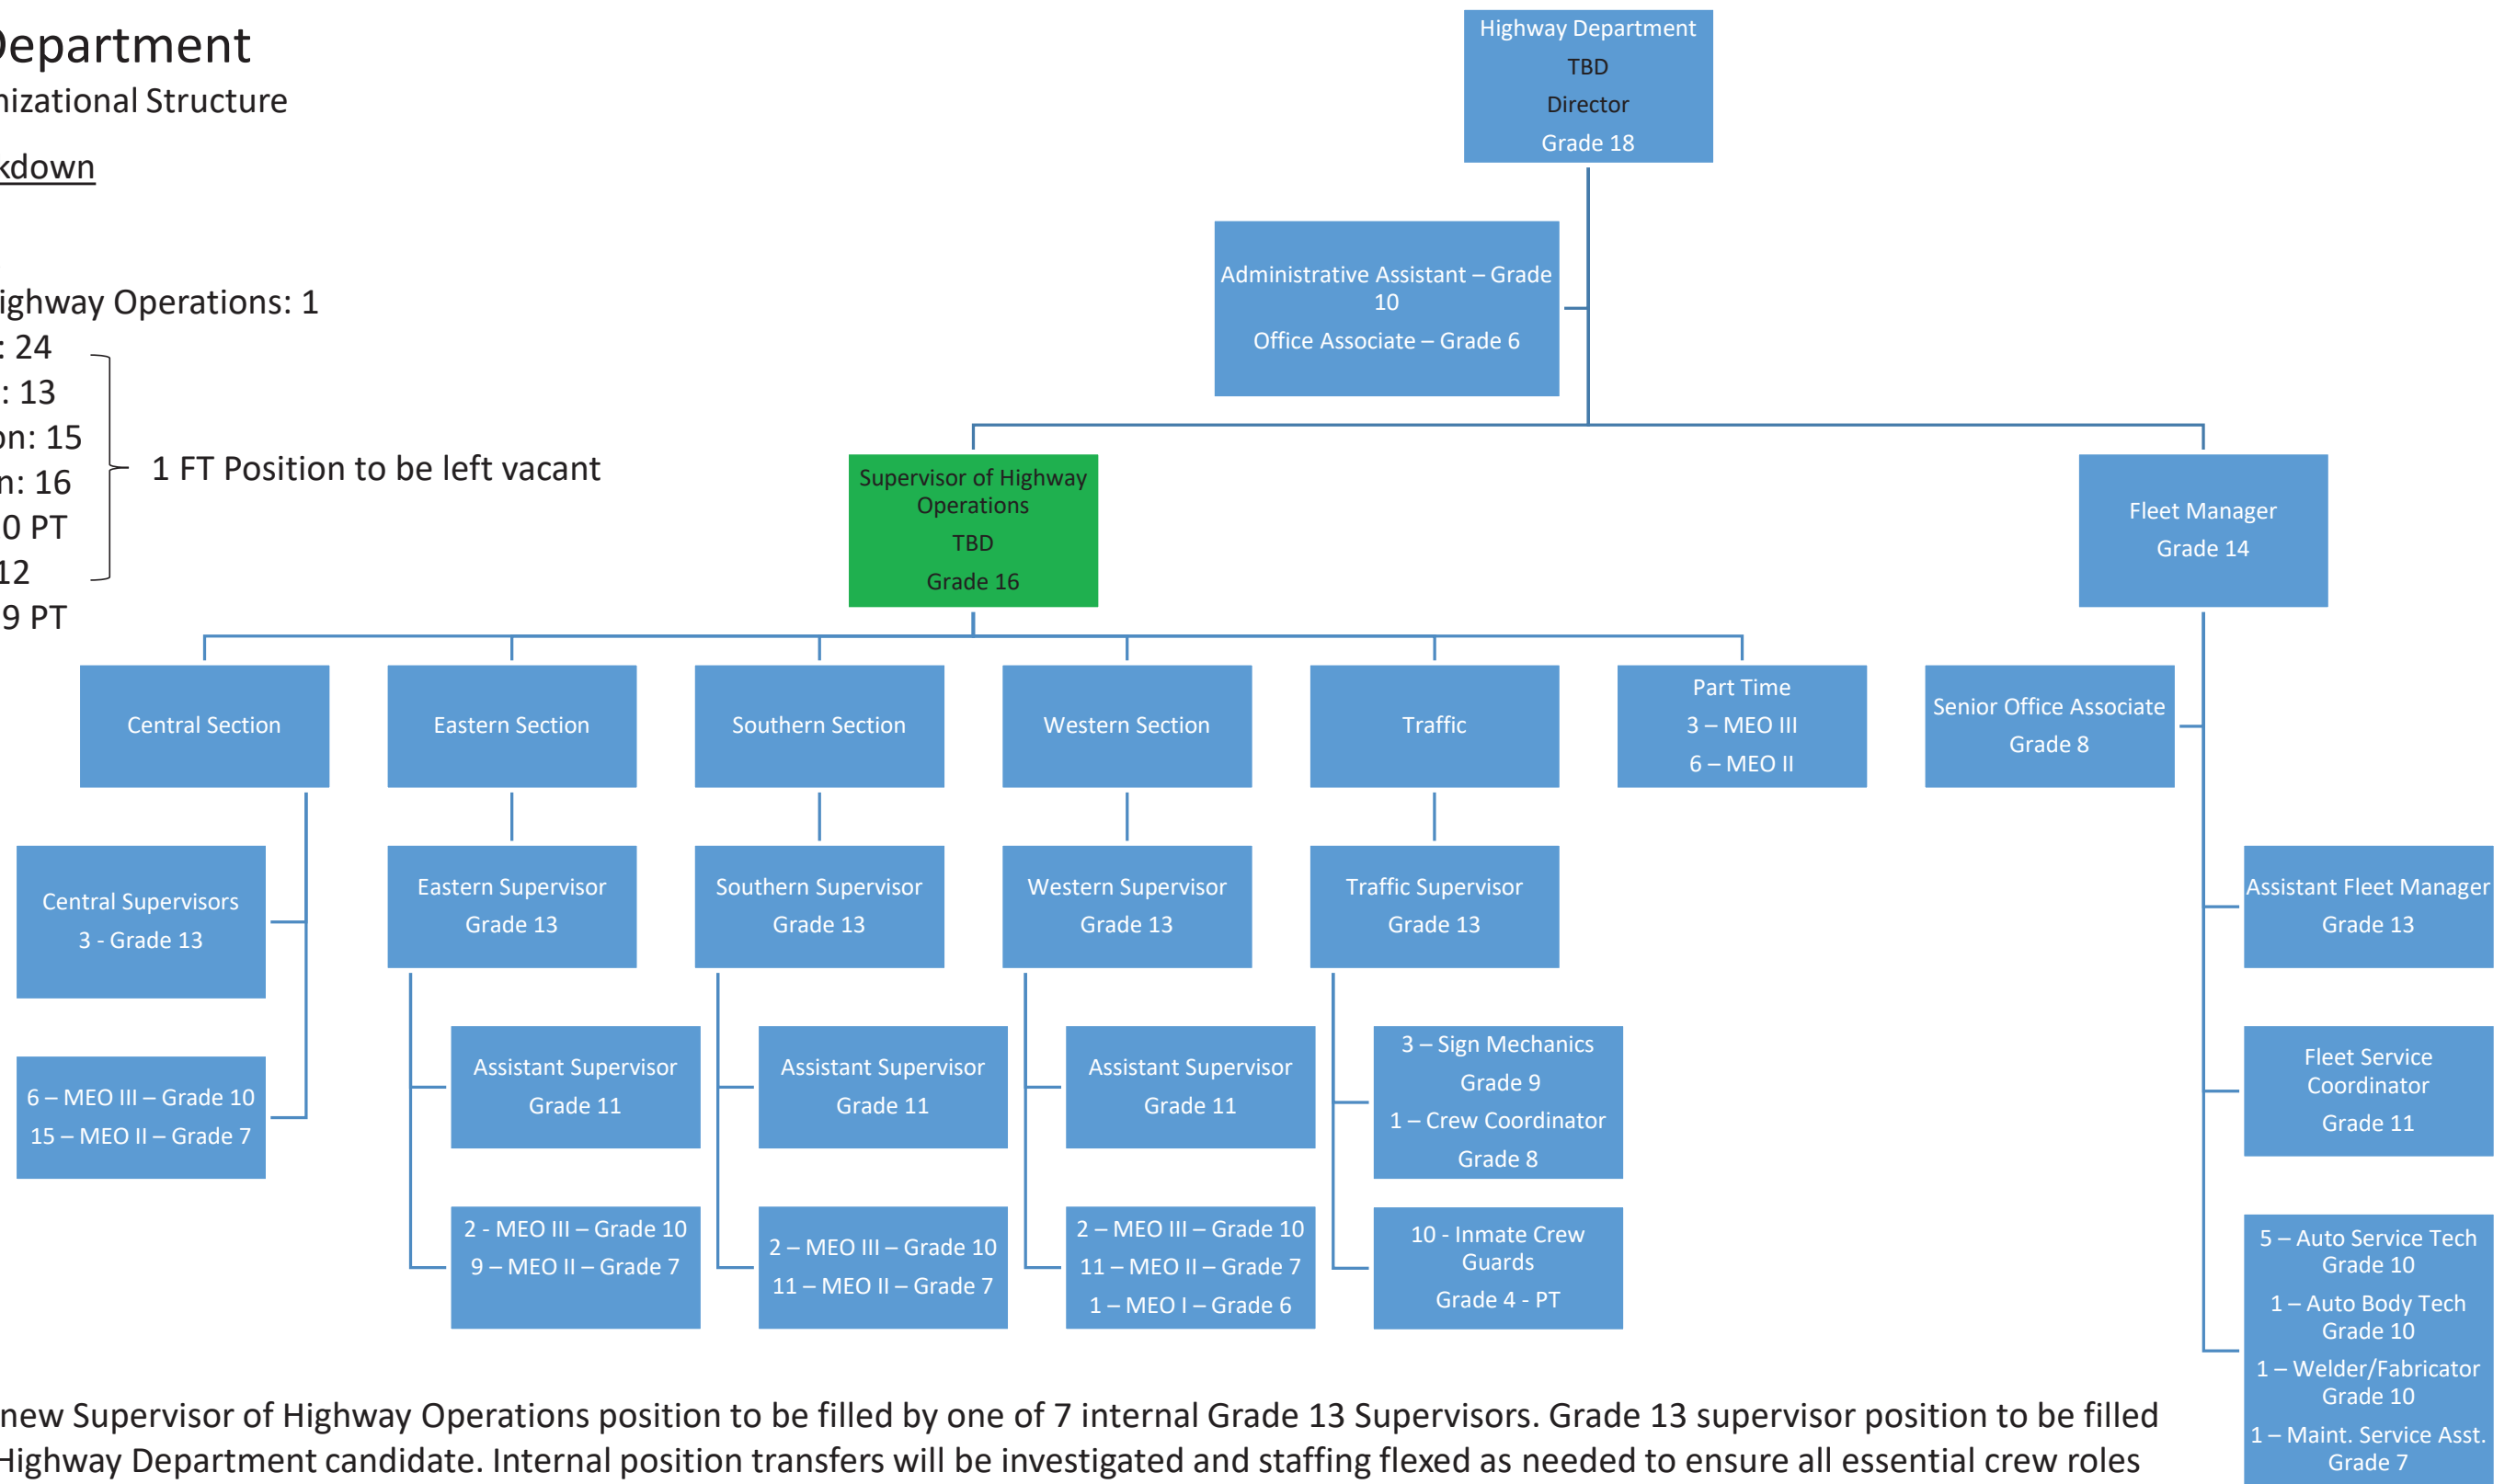 Department
nizational Structure
kdown
ighway Operations: 1
: 24
: 13
on: 15
n: 16
0 PT
12
9 PT
1 FT Position to be left vacant
Highway Department
TBD
Director
Grade 18
Administrative Assistant – Grade
10
Office Associate – Grade 6
Supervisor of Highway
Operations
TBD
Grade 16
Fleet Manager
Grade 14
Central Section
Eastern Section
Southern Section
Western Section
Traffic
Part Time
3 – MEO III
6 – MEO II
Senior Office Associate
Grade 8
Central Supervisors
3 - Grade 13
Eastern Supervisor
Grade 13
Southern Supervisor
Grade 13
Western Supervisor
Grade 13
Traffic Supervisor
Grade 13
Assistant Fleet Manager
Grade 13
6 – MEO III – Grade 10
15 – MEO II – Grade 7
Assistant Supervisor
Grade 11
Assistant Supervisor
Grade 11
Assistant Supervisor
Grade 11
3 – Sign Mechanics
Grade 9
1 – Crew Coordinator
Grade 8
Fleet Service
Coordinator
Grade 11
2 - MEO III – Grade 10
9 – MEO II – Grade 7
2 – MEO III – Grade 10
11 – MEO II – Grade 7
2 – MEO III – Grade 10
11 – MEO II – Grade 7
1 – MEO I – Grade 6
10 - Inmate Crew
Guards
Grade 4 - PT
5 – Auto Service Tech
Grade 10
1 – Auto Body Tech
Grade 10
1 – Welder/Fabricator
Grade 10
1 – Maint. Service Asst.
Grade 7
new Supervisor of Highway Operations position to be filled by one of 7 internal Grade 13 Supervisors. Grade 13 supervisor position to be filled
Highway Department candidate. Internal position transfers will be investigated and staffing flexed as needed to ensure all essential crew roles